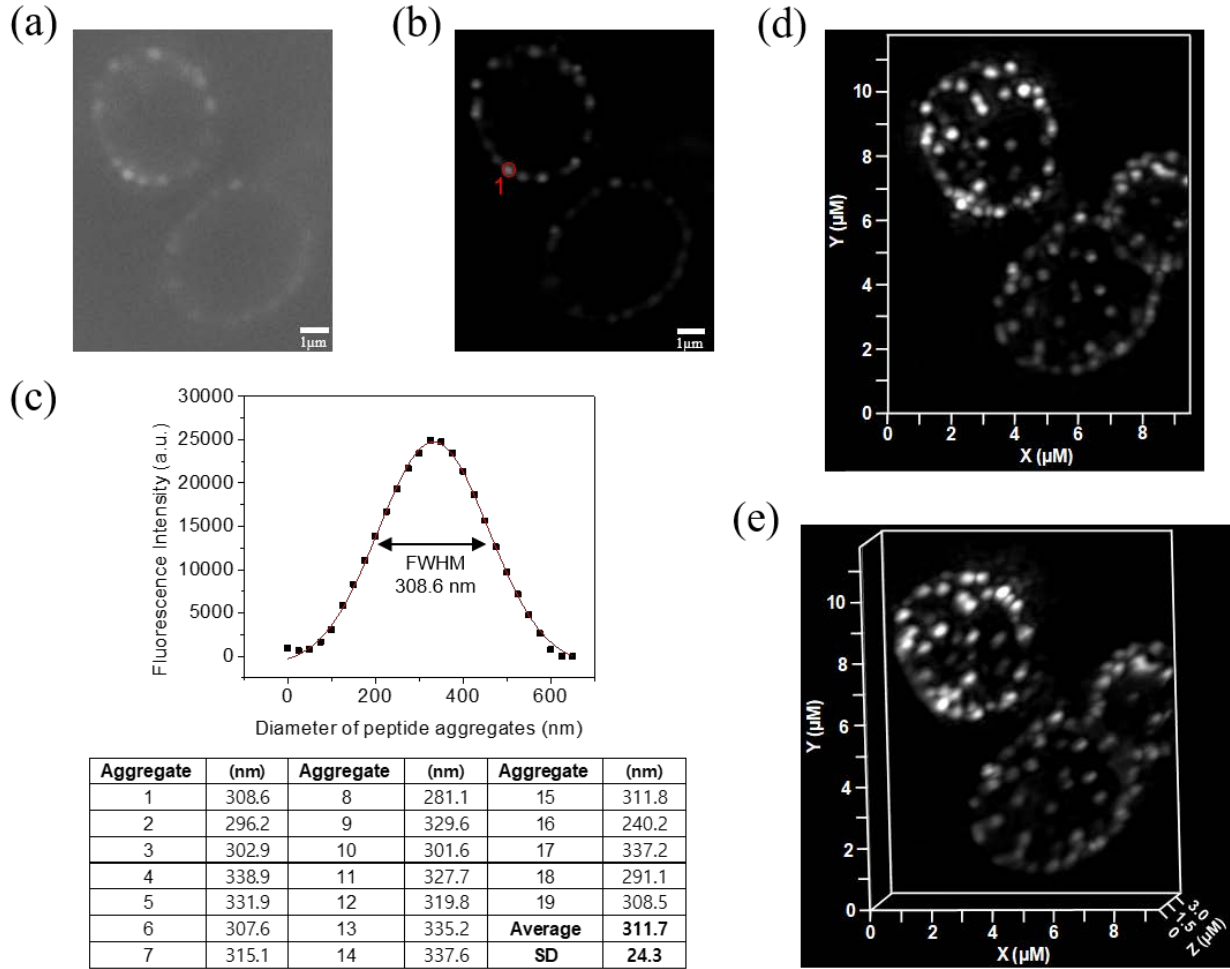 (a)
1μm
(b)
1
1μm
(c)
30000
25000
20000
15000
10000
5000
0
Fluorescence Intensity (a.u.)
FWHM
308.6 nm
0 200 400 600
Diameter of peptide aggregates (nm)
Aggregate (nm) Aggregate (nm) Aggregate (nm)
1 308.6 8 281.1 15 311.8
2 296.2 9 329.6 16 240.2
3 302.9 10 301.6 17 337.2
4 338.9 11 327.7 18 291.1
5 331.9 12 319.8 19 308.5
6 307.6 13 335.2 Average 311.7
7 315.1 14 337.6 SD 24.3
(d)
10
8
6
4
2
0
Y (μM)
0 2 4 6 8
X (μM)
(e)
10
8
6
4
2
0
Y (μM)
0 2 4 6 8
X (μM)
0 1.5 3.0
Z (μM)